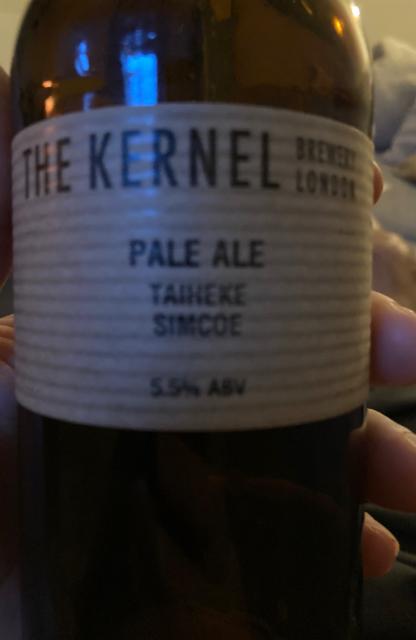 THE KERNEL BREWERY LONDON
PALE ALE
TAIHEKE
SIMCOE
5.5% ABV